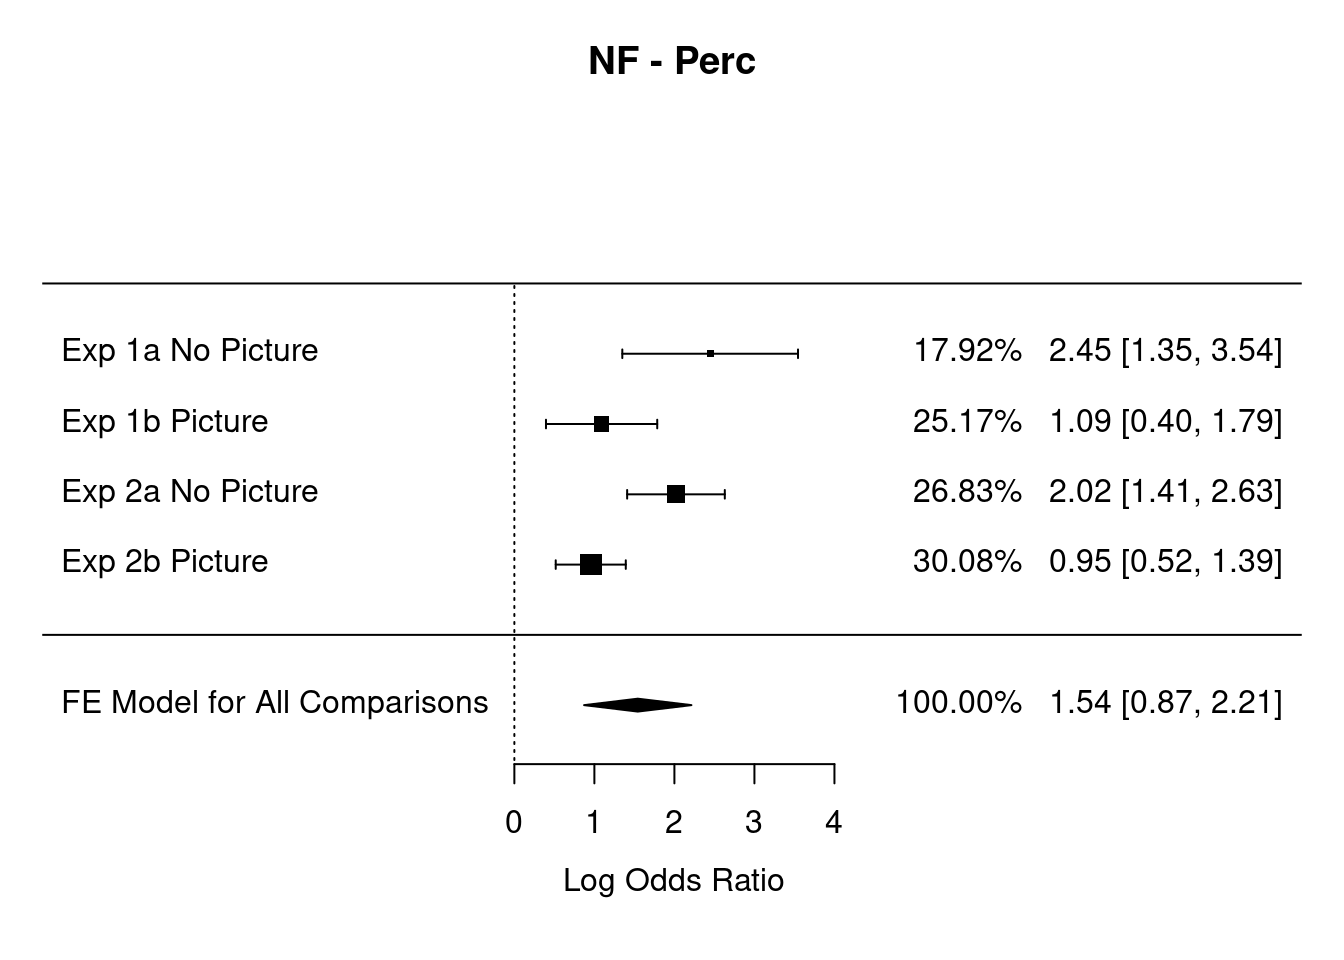 NF - Perc
Exp 1a No Picture 17.92% 2.45 [1.35, 3.54]
Exp 1b Picture 25.17% 1.09 [0.40, 1.79]
Exp 2a No Picture 26.83% 2.02 [1.41, 2.63]
Exp 2b Picture 30.08% 0.95 [0.52, 1.39]
FE Model for All Comparisons 100.00% 1.54 [0.87, 2.21]
0 1 2 3 4
Log Odds Ratio